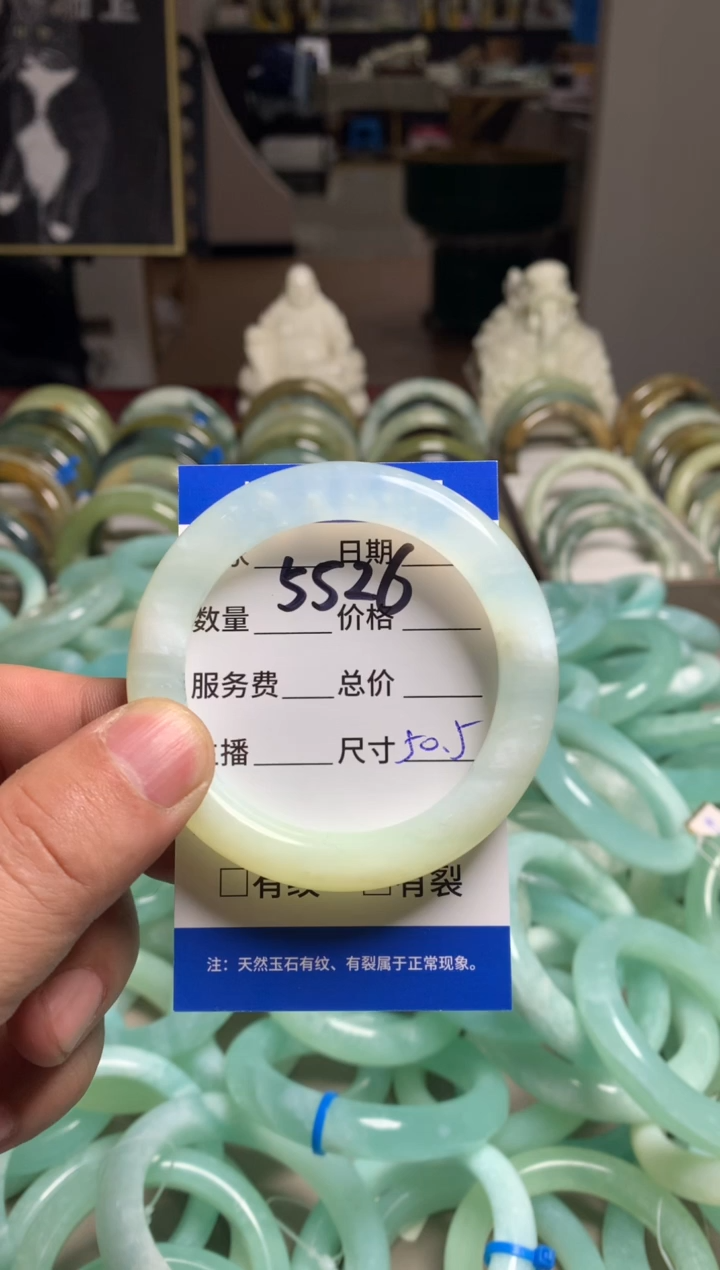 玉
日期
5526
数量 价格
服务费 总价
播 尺寸 50.5
□有纹 □有裂
注：天然玉石有纹、有裂属于正常现象。